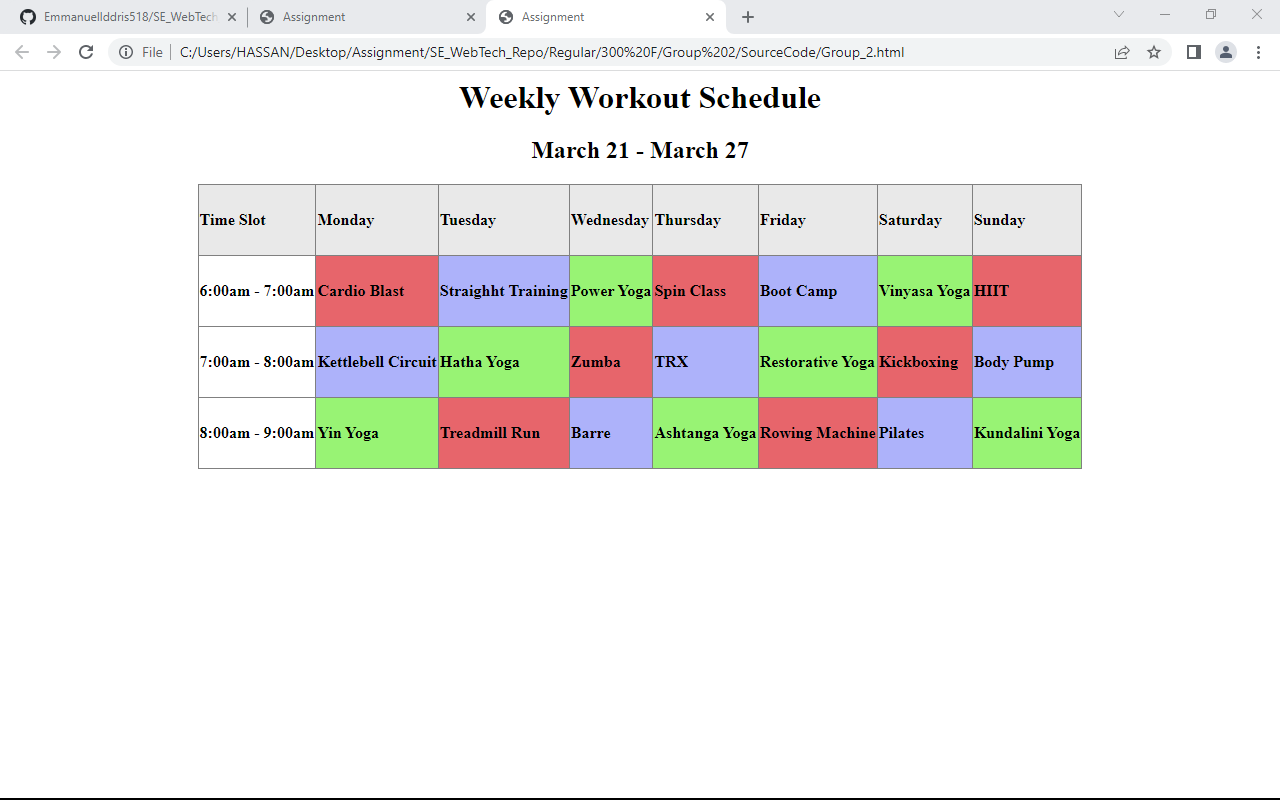 EmmanuelIddris518/SE_WebTech
Assignment
Assignment
File
C:/Users/HASSAN/Desktop/Assignment/SE_WebTech_Repo/Regular/300%20F/Group%202/SourceCode/Group_2.html
Weekly Workout Schedule
March 21 - March 27
Time Slot Monday Tuesday Wednesday Thursday Friday Saturday Sunday
6:00am - 7:00am Cardio Blast Straighht Training Power Yoga Spin Class Boot Camp Vinyasa Yoga HIIT
7:00am - 8:00am Kettlebell Circuit Hatha Yoga Zumba TRX Restorative Yoga Kickboxing Body Pump
8:00am - 9:00am Yin Yoga Treadmill Run Barre Ashtanga Yoga Rowing Machine Pilates Kundalini Yoga